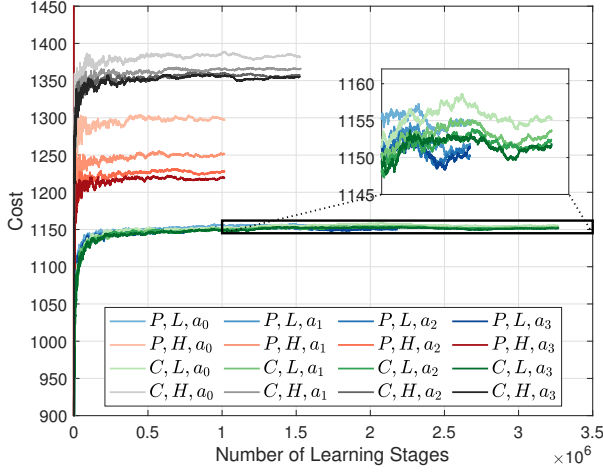 1450
1400
1350
1300
1250
1200
1150
1100
1050
1000
950
900
Cost
1160
1155
1150
1145
P, L, a₀ P, L, a₁ P, L, a₂ P, L, a₃
P, H, a₀ P, H, a₁ P, H, a₂ P, H, a₃
C, L, a₀ C, L, a₁ C, L, a₂ C, L, a₃
C, H, a₀ C, H, a₁ C, H, a₂ C, H, a₃
0 0.5 1 1.5 2 2.5 3 3.5
Number of Learning Stages ×10⁶